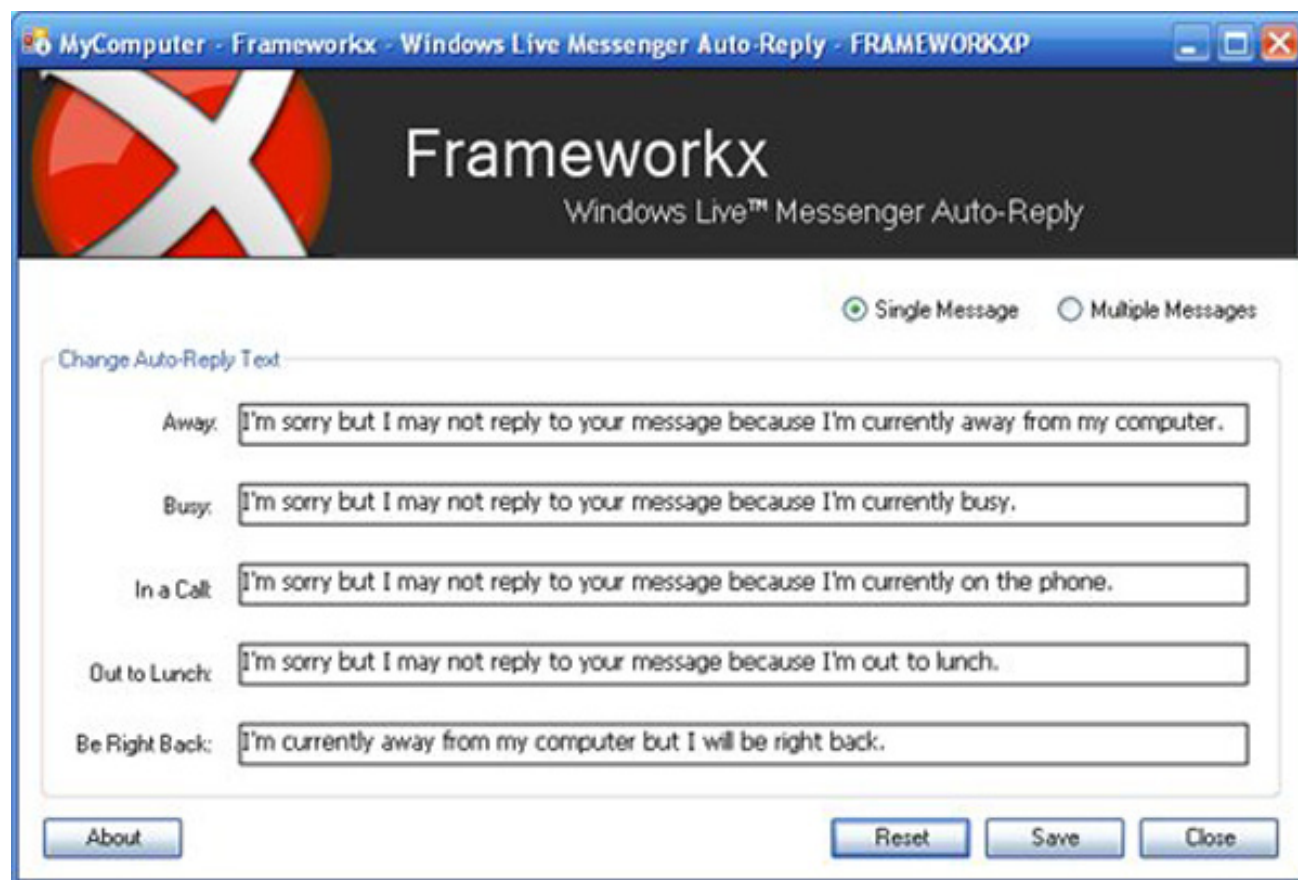 MyComputer - Frameworkx - Windows Live Messenger Auto-Reply - FRAMEWORKXP
Frameworkx
Windows Live™ Messenger Auto-Reply
Single Message Multiple Messages
Change Auto-Reply Text
Away: I'm sorry but I may not reply to your message because I'm currently away from my computer.
Busy: I'm sorry but I may not reply to your message because I'm currently busy.
In a Call: I'm sorry but I may not reply to your message because I'm currently on the phone.
Out to Lunch: I'm sorry but I may not reply to your message because I'm out to lunch.
Be Right Back: I'm currently away from my computer but I will be right back.
About Reset Save Close